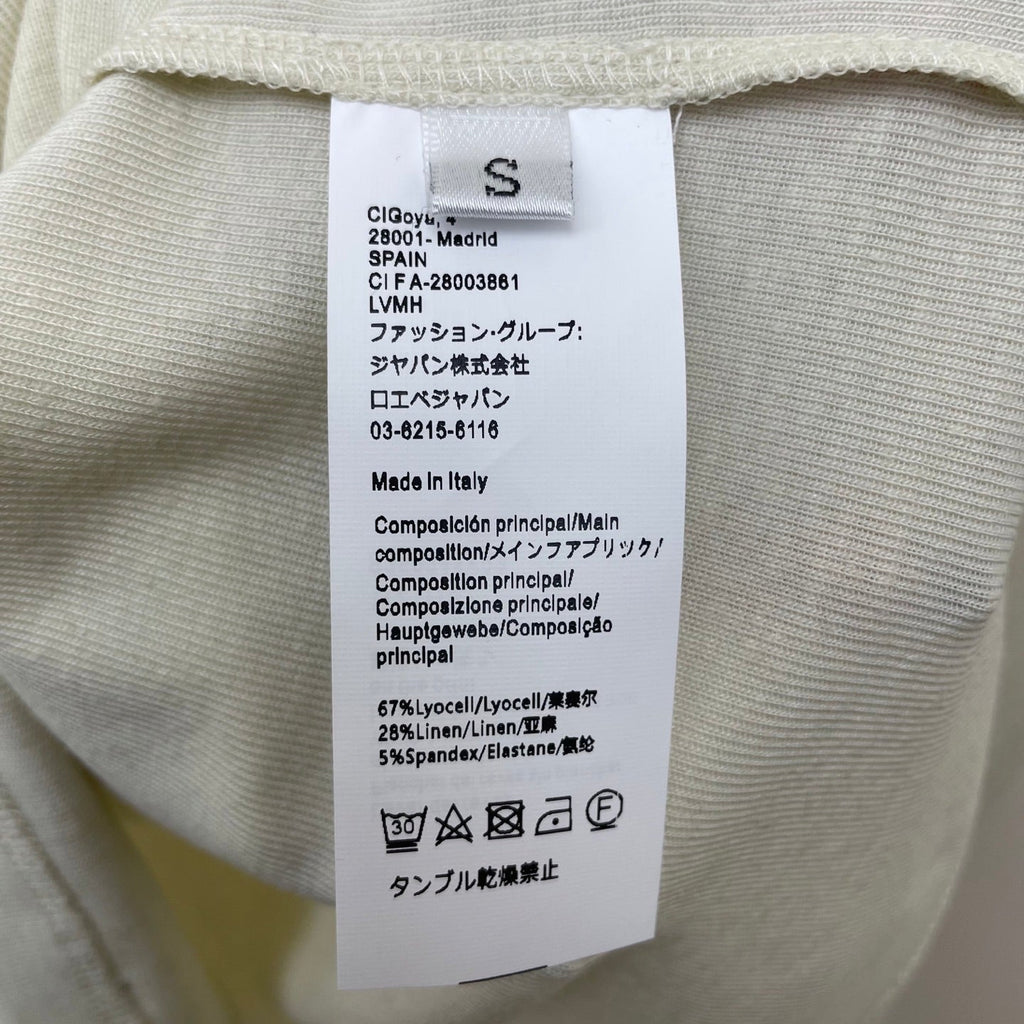 S
ClGoya, 4
28001- Madrid
SPAIN
CI F A-28003861
LVMH
ファッション·グループ:
ジヤパン株式会社
ロエベジャパン
03-6215-6116
Made in Italy
Composición principal/Main
composition/メインファプリック/
Composition principal/
Composizione principale/
Hauptgewebe/Composição
principal
67%Lyocell/Lyocell/莱赛尔
28%Linen/Linen/亚麻
5%Spandex/Elastane/氨纶
30
F
タンブル乾燥禁止